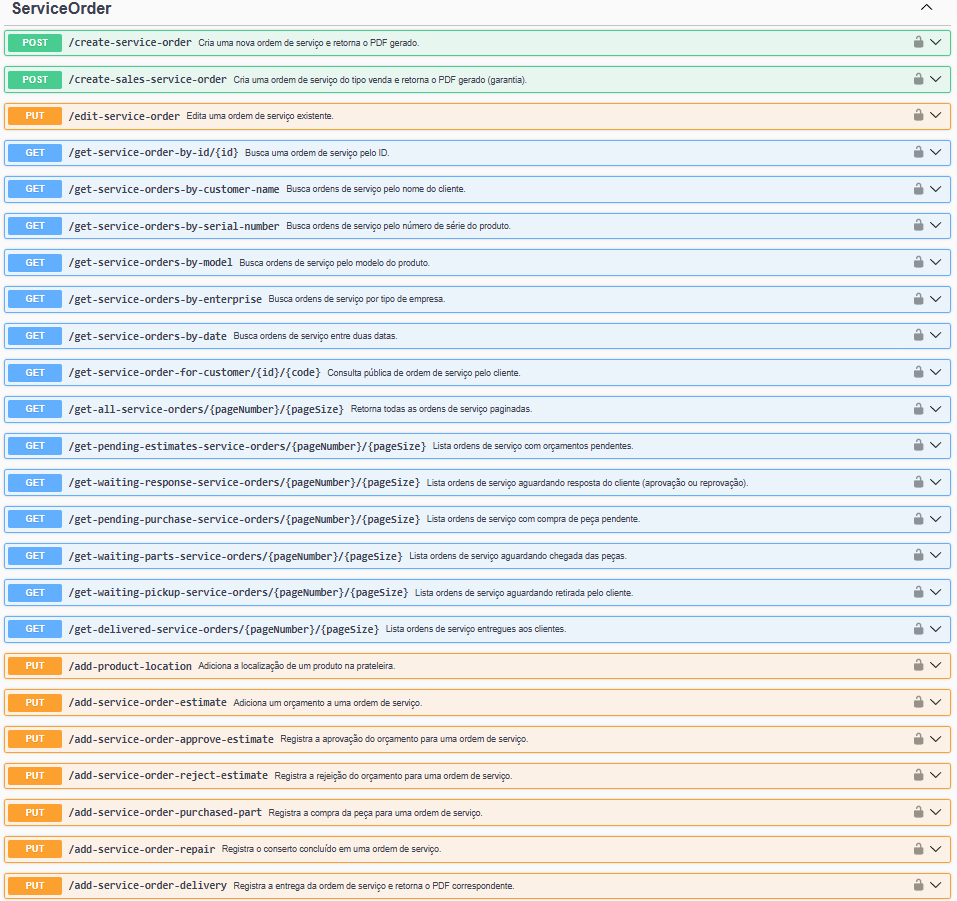 ServiceOrder
POST /create-service-order Cria uma nova ordem de serviço e retorna o PDF gerado.
POST /create-sales-service-order Cria uma ordem de serviço do tipo venda e retorna o PDF gerado (garantia).
PUT /edit-service-order Edita uma ordem de serviço existente.
GET /get-service-order-by-id/{id} Busca uma ordem de serviço pelo ID.
GET /get-service-orders-by-customer-name Busca ordens de serviço pelo nome do cliente.
GET /get-service-orders-by-serial-number Busca ordens de serviço pelo número de série do produto.
GET /get-service-orders-by-model Busca ordens de serviço pelo modelo do produto.
GET /get-service-orders-by-enterprise Busca ordens de serviço por tipo de empresa.
GET /get-service-orders-by-date Busca ordens de serviço entre duas datas.
GET /get-service-order-for-customer/{id}/{code} Consulta pública de ordem de serviço pelo cliente.
GET /get-all-service-orders/{pageNumber}/{pageSize} Retorna todas as ordens de serviço paginadas.
GET /get-pending-estimates-service-orders/{pageNumber}/{pageSize} Lista ordens de serviço com orçamentos pendentes.
GET /get-waiting-response-service-orders/{pageNumber}/{pageSize} Lista ordens de serviço aguardando resposta do cliente (aprovação ou reprovação).
GET /get-pending-purchase-service-orders/{pageNumber}/{pageSize} Lista ordens de serviço com compra de peça pendente.
GET /get-waiting-parts-service-orders/{pageNumber}/{pageSize} Lista ordens de serviço aguardando chegada das peças.
GET /get-waiting-pickup-service-orders/{pageNumber}/{pageSize} Lista ordens de serviço aguardando retirada pelo cliente.
GET /get-delivered-service-orders/{pageNumber}/{pageSize} Lista ordens de serviço entregues aos clientes.
PUT /add-product-location Adiciona a localização de um produto na prateleira.
PUT /add-service-order-estimate Adiciona um orçamento a uma ordem de serviço.
PUT /add-service-order-approve-estimate Registra a aprovação do orçamento para uma ordem de serviço.
PUT /add-service-order-reject-estimate Registra a rejeição do orçamento para uma ordem de serviço.
PUT /add-service-order-purchased-part Registra a compra da peça para uma ordem de serviço.
PUT /add-service-order-repair Registra o conserto concluído em uma ordem de serviço.
PUT /add-service-order-delivery Registra a entrega da ordem de serviço e retorna o PDF correspondente.